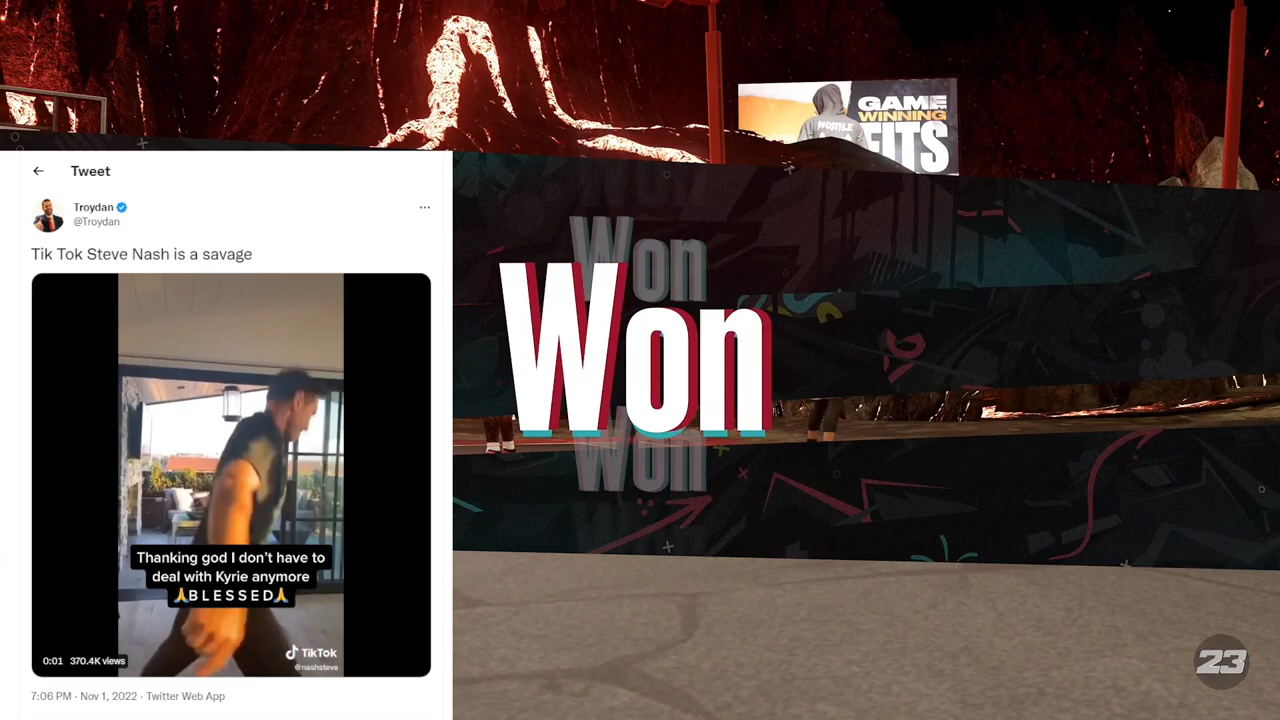 GAME
WINNING
FITS
HOSTILE
Tweet
Troydan
@Troydan
Tik Tok Steve Nash is a savage
Thanking god I don't have to
deal with Kyrie anymore
🙏B L E S S E D🙏
0:01 370.4K views
TikTok
@nashsteve
7:06 PM · Nov 1, 2022 · Twitter Web App
Won
Won
Won
23